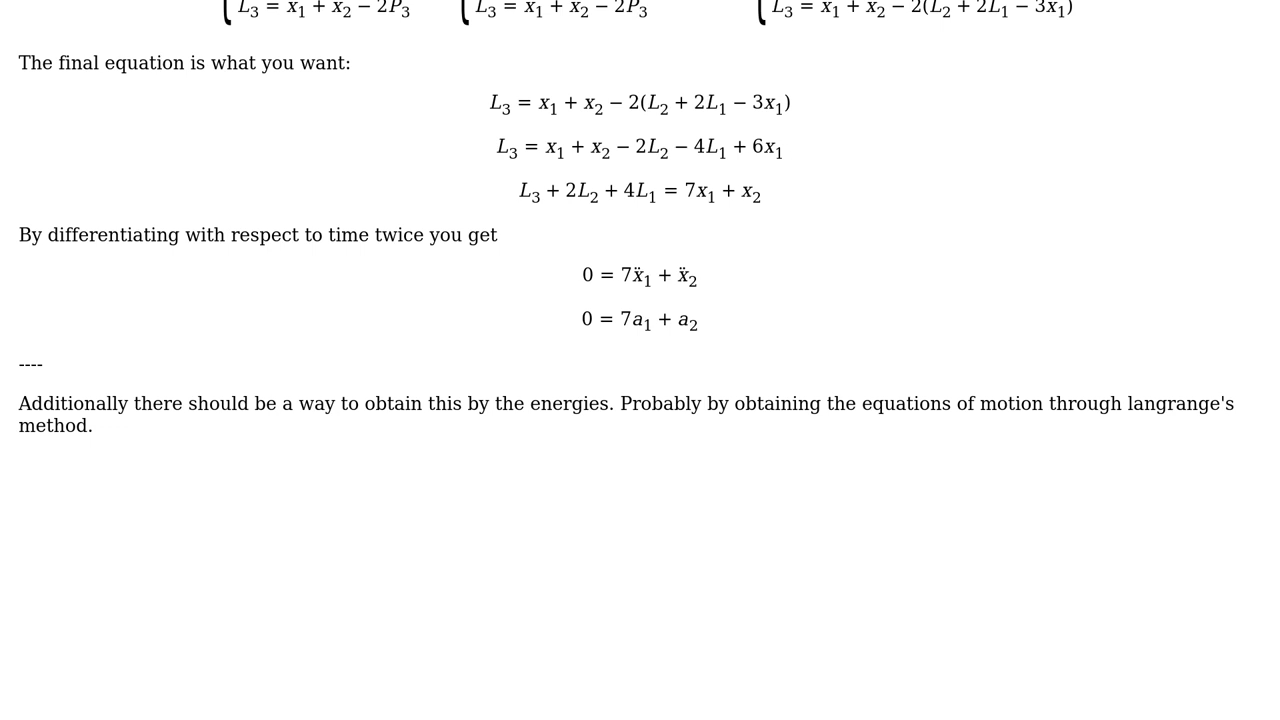 L₃ = x₁ + x₂ − 2P₃   L₃ = x₁ + x₂ − 2P₃   L₃ = x₁ + x₂ − 2(L₂ + 2L₁ − 3x₁)
The final equation is what you want:
L₃ = x₁ + x₂ − 2(L₂ + 2L₁ − 3x₁)
L₃ = x₁ + x₂ − 2L₂ − 4L₁ + 6x₁
L₃ + 2L₂ + 4L₁ = 7x₁ + x₂
By differentiating with respect to time twice you get
0 = 7ẍ₁ + ẍ₂
0 = 7a₁ + a₂
----
Additionally there should be a way to obtain this by the energies. Probably by obtaining the equations of motion through langrange's
method.